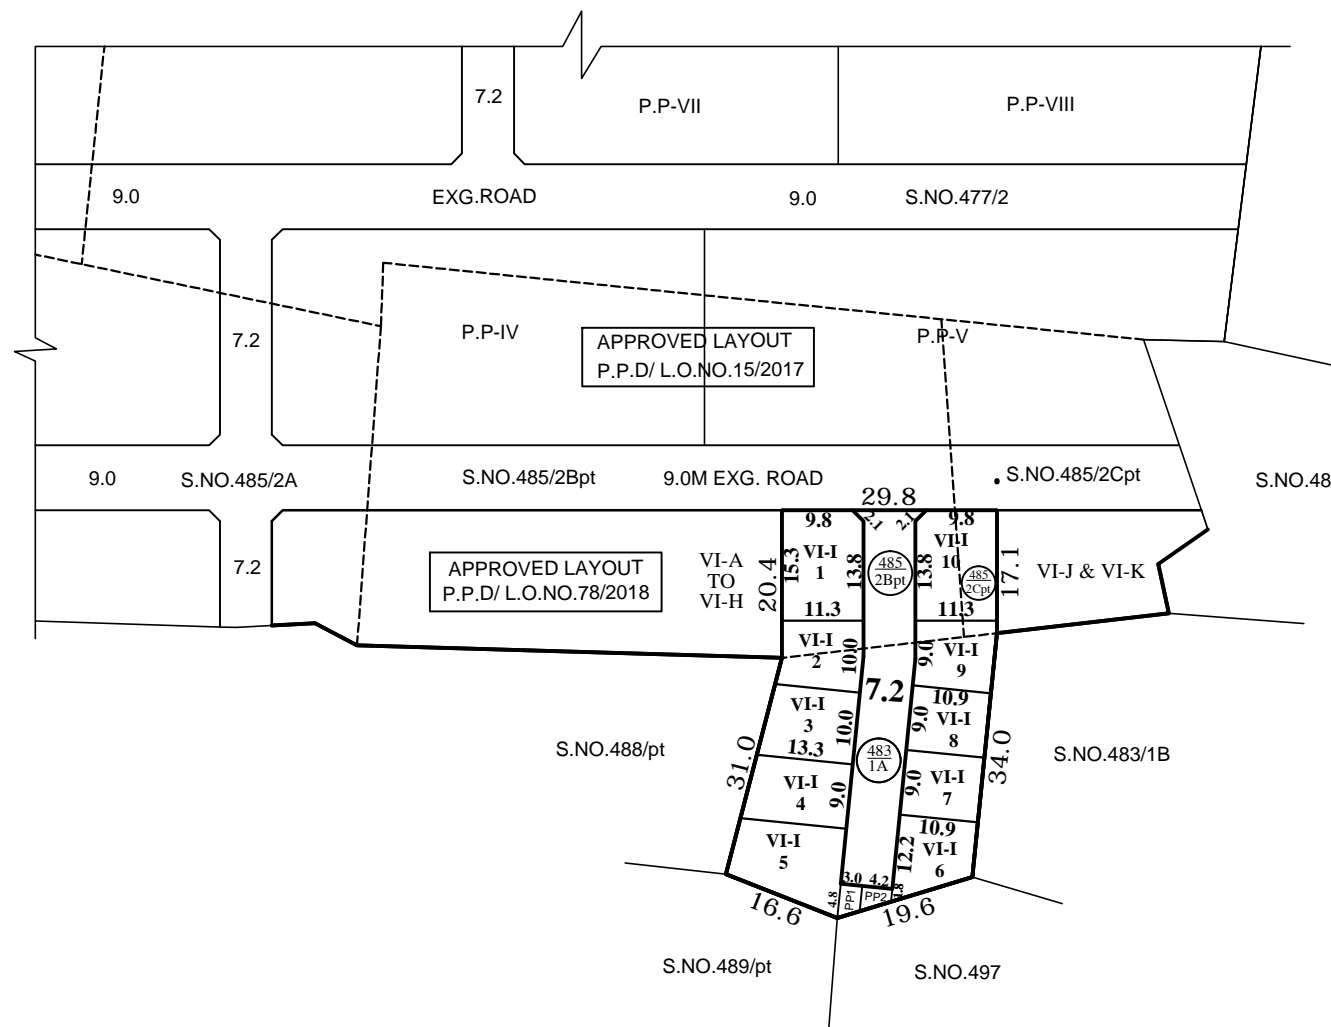 7.2
P.P-VII
P.P-VIII
9.0
EXG.ROAD
9.0
S.NO.477/2
7.2
P.P-IV
APPROVED LAYOUT
P.P.D/ L.O.NO.15/2017
P.P-V
9.0
S.NO.485/2A
S.NO.485/2Bpt
9.0M EXG. ROAD
S.NO.485/2Cpt
S.NO.48
29.8
9.8
2.1
2.1
9.8
7.2
APPROVED LAYOUT
P.P.D/ L.O.NO.78/2018
VI-A
TO
VI-H
20.4
15.3
VI-I
1
13.8
485
2Bpt
13.8
VI-I
10
485
2Cpt
17.1
VI-J & VI-K
11.3
11.3
VI-I
2
10.0
9.0
VI-I
9
7.2
10.9
VI-I
3
10.0
9.0
VI-I
8
13.3
S.NO.488/pt
31.0
483
1A
34.0
S.NO.483/1B
VI-I
4
9.0
9.0
VI-I
7
10.9
VI-I
5
12.2
VI-I
6
3.0
4.2
4.8
PP1
PP2
16.6
19.6
S.NO.489/pt
S.NO.497